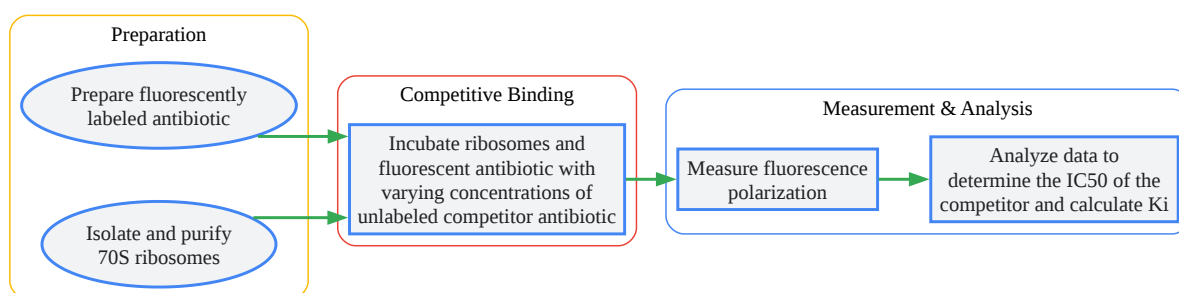 Preparation
Prepare fluorescently
labeled antibiotic
Isolate and purify
70S ribosomes
Competitive Binding
Incubate ribosomes and
fluorescent antibiotic with
varying concentrations of
unlabeled competitor antibiotic
Measurement & Analysis
Measure fluorescence
polarization
Analyze data to
determine the IC50 of the
competitor and calculate Ki